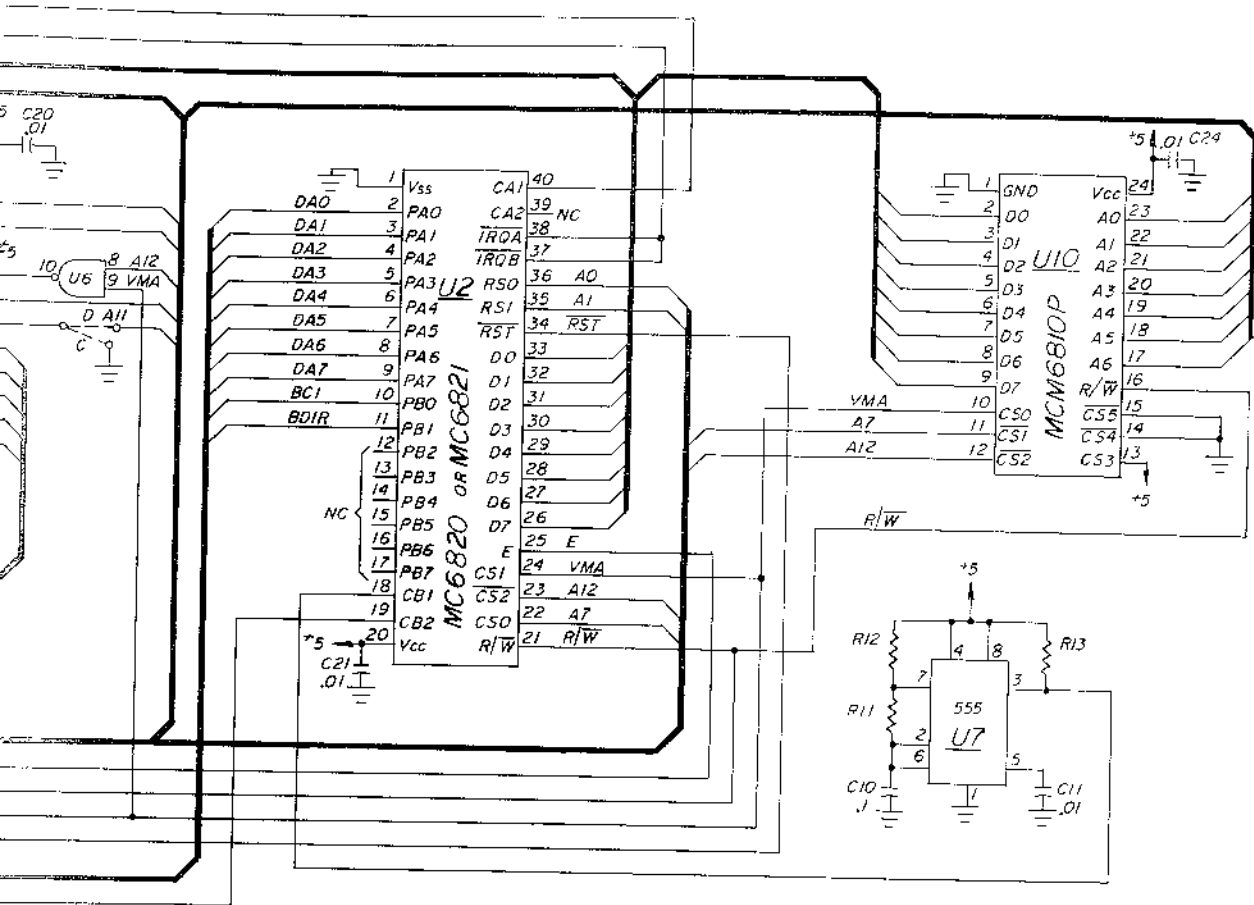 C20
.01
+5
10 U6 8 A12
9 VMA
D A11
C
1 Vss
DA0 2 PA0
DA1 3 PA1
DA2 4 PA2
DA3 5 PA3
DA4 6 PA4
DA5 7 PA5
DA6 8 PA6
DA7 9 PA7
BC1 10 PB0
BDIR 11 PB1
12 PB2
13 PB3
14 PB4
NC 15 PB5
16 PB6
17 PB7
18 CB1
19 CB2
+5 20 Vcc
C21
.01
U2
MC6820 OR MC6821
CA1 40
CA2 39 NC
IRQA 38
IRQB 37
RS0 36 A0
RS1 35 A1
RST 34 RST
D0 33
D1 32
D2 31
D3 30
D4 29
D5 28
D6 27
D7 26
E 25 E
CS1 24 VMA
CS2 23 A12
CS0 22 A7
R/W 21 R/W
+5 .01 C24
1 GND
2 D0
3 D1
4 D2
5 D3
6 D4
7 D5
8 D6
9 D7
VMA 10 CS0
A7 11 CS1
A12 12 CS2
U10
MCM6810P
Vcc 24
A0 23
A1 22
A2 21
A3 20
A4 19
A5 18
A6 17
R/W 16
CS5 15
CS4 14
CS3 13
+5
R/W
+5
R12
R13
4 8
7 3
R11
555
U7
2
6
5
1
C10
.1
C11
.01